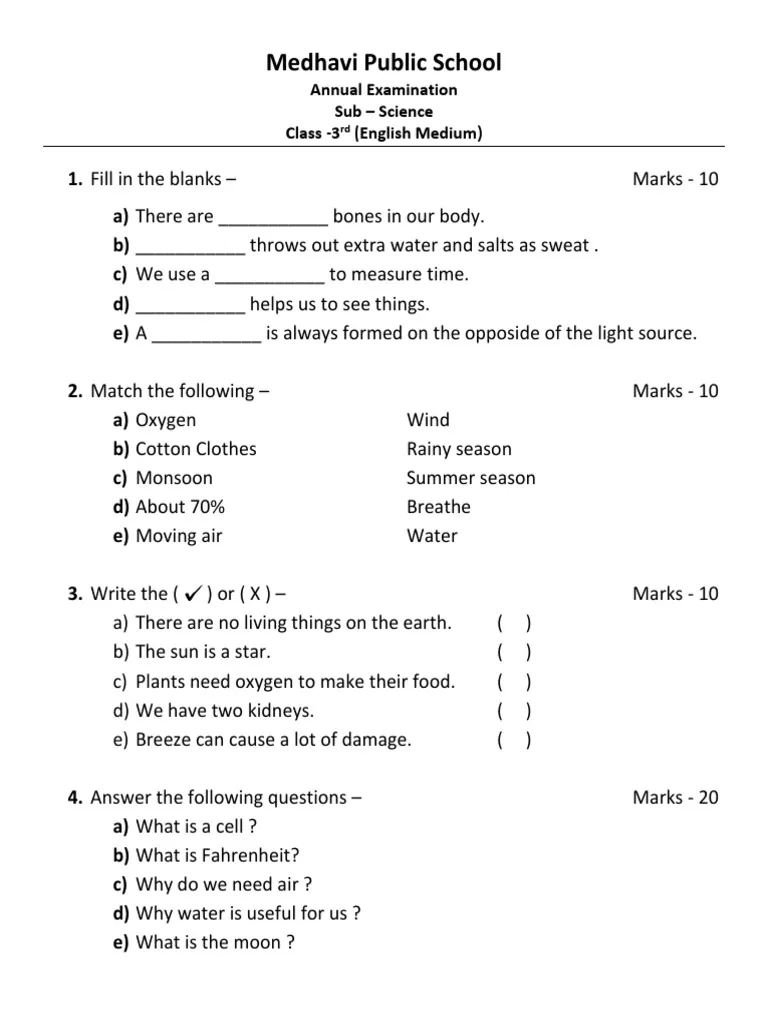 Medhavi Public School
Annual Examination
Sub – Science
Class -3rd (English Medium)
1. Fill in the blanks – Marks - 10
a) There are ___________ bones in our body.
b) ___________ throws out extra water and salts as sweat .
c) We use a ___________ to measure time.
d) ___________ helps us to see things.
e) A ___________ is always formed on the opposide of the light source.
2. Match the following – Marks - 10
a) Oxygen Wind
b) Cotton Clothes Rainy season
c) Monsoon Summer season
d) About 70% Breathe
e) Moving air Water
3. Write the ( ✓ ) or ( X ) – Marks - 10
a) There are no living things on the earth. ( )
b) The sun is a star. ( )
c) Plants need oxygen to make their food. ( )
d) We have two kidneys. ( )
e) Breeze can cause a lot of damage. ( )
4. Answer the following questions – Marks - 20
a) What is a cell ?
b) What is Fahrenheit?
c) Why do we need air ?
d) Why water is useful for us ?
e) What is the moon ?